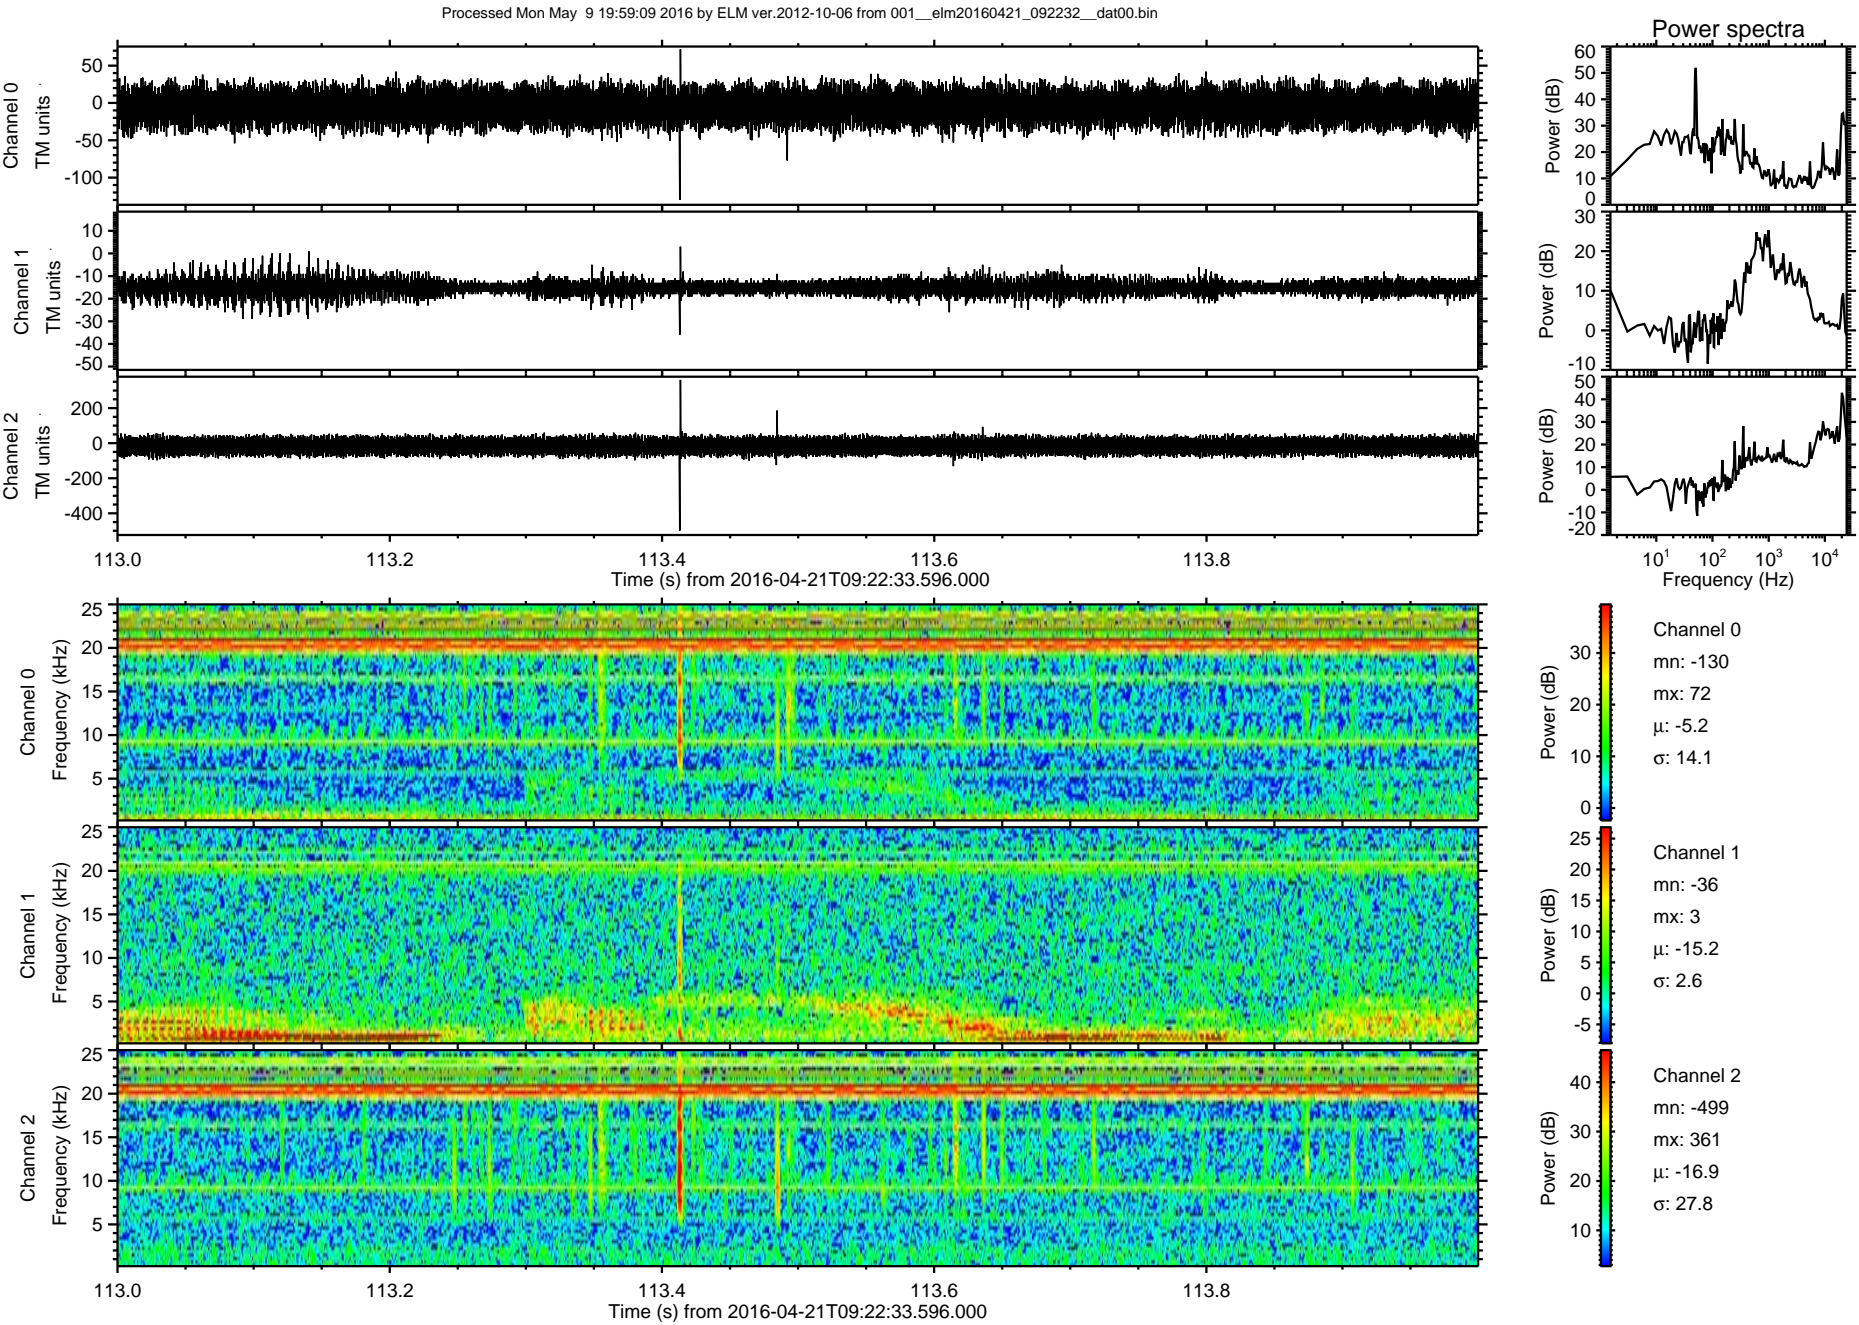 Processed Mon May  9 19:59:09 2016 by ELM ver.2012-10-06 from 001__elm20160421_092232__dat00.bin
Power spectra
Channel 0
TM units
50
0
-50
-100
Power (dB)
60
50
40
30
20
10
0
Channel 1
TM units
10
0
-10
-20
-30
-40
-50
Power (dB)
30
20
10
0
-10
Channel 2
TM units
200
0
-200
-400
Power (dB)
50
40
30
20
10
0
-10
-20
113.0 113.2 113.4 113.6 113.8
Time (s) from 2016-04-21T09:22:33.596.000
10^1 10^2 10^3 10^4
Frequency (Hz)
Channel 0
Frequency (kHz)
25
20
15
10
5
Power (dB)
30
20
10
0
Channel 0
mn: -130
mx: 72
μ: -5.2
σ: 14.1
Channel 1
Frequency (kHz)
25
20
15
10
5
Power (dB)
25
20
15
10
5
0
-5
Channel 1
mn: -36
mx: 3
μ: -15.2
σ: 2.6
Channel 2
Frequency (kHz)
25
20
15
10
5
Power (dB)
40
30
20
10
Channel 2
mn: -499
mx: 361
μ: -16.9
σ: 27.8
113.0 113.2 113.4 113.6 113.8
Time (s) from 2016-04-21T09:22:33.596.000